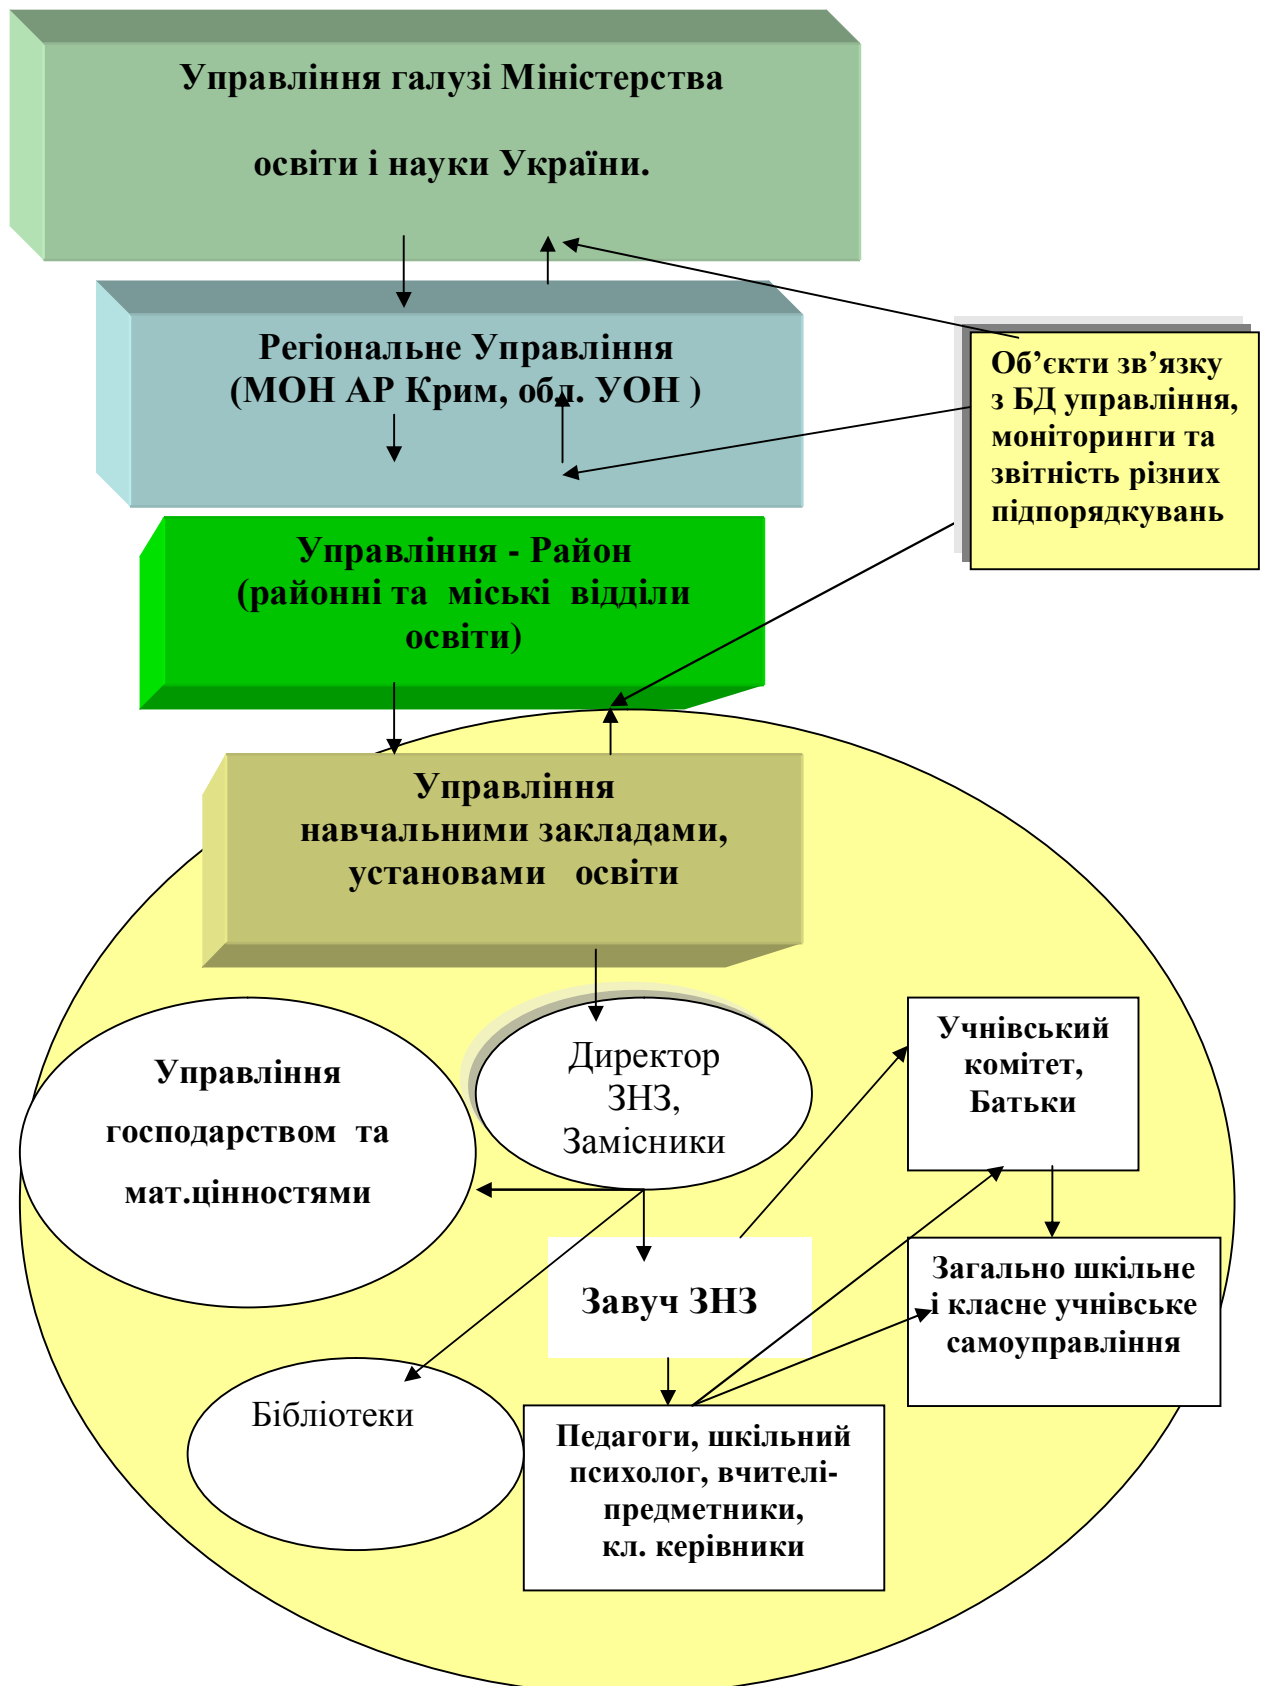 Управління галузі Міністерства
освіти і науки України.
Регіональне Управління
(МОН АР Крим, обл. УОН )
Об’єкти зв’язку
з БД управління,
моніторинги та
звітність різних
підпорядкувань
Управління - Район
(районні та міські відділи
освіти)
Управління
навчальними закладами,
установами освіти
Управління
господарством та
мат.цінностями
Директор
ЗНЗ,
Замісники
Учнівський
комітет,
Батьки
Завуч ЗНЗ
Загально шкільне
і класне учнівське
самоуправління
Бібліотеки
Педагоги, шкільний
психолог, вчителі-
предметники,
кл. керівники